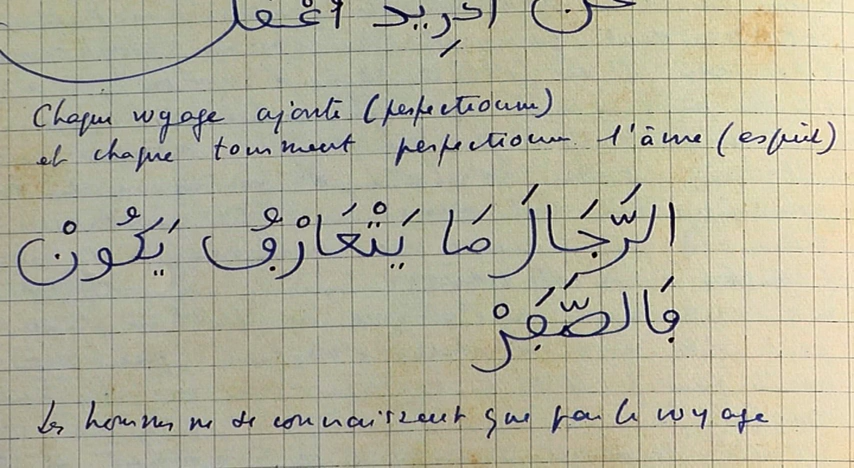 Chaque voyage ajoute (perfectionne)
et chaque tourment perfectionne l'âme (esprit)
الرَّجَالَ مَا يَتْعَارْفُ يَكُونْ
فَالصَّفَرْ
Les hommes ne se connaissent que par le voyage